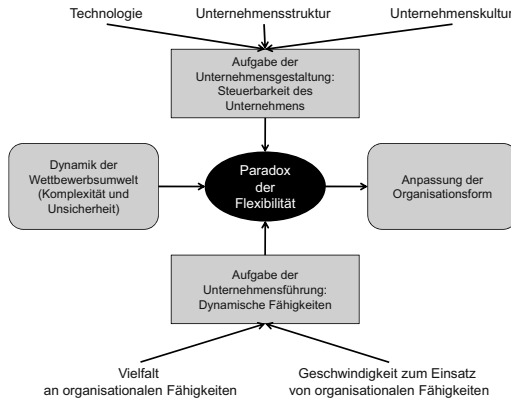 Technologie
Unternehmensstruktur
Unternehmenskultur
Aufgabe der
Unternehmensgestaltung:
Steuerbarkeit des
Unternehmens
Dynamik der
Wettbewerbsumwelt
(Komplexität und
Unsicherheit)
Paradox
der
Flexibilität
Anpassung der
Organisationsform
Aufgabe der
Unternehmensführung:
Dynamische Fähigkeiten
Vielfalt
an organisationalen Fähigkeiten
Geschwindigkeit zum Einsatz
von organisationalen Fähigkeiten